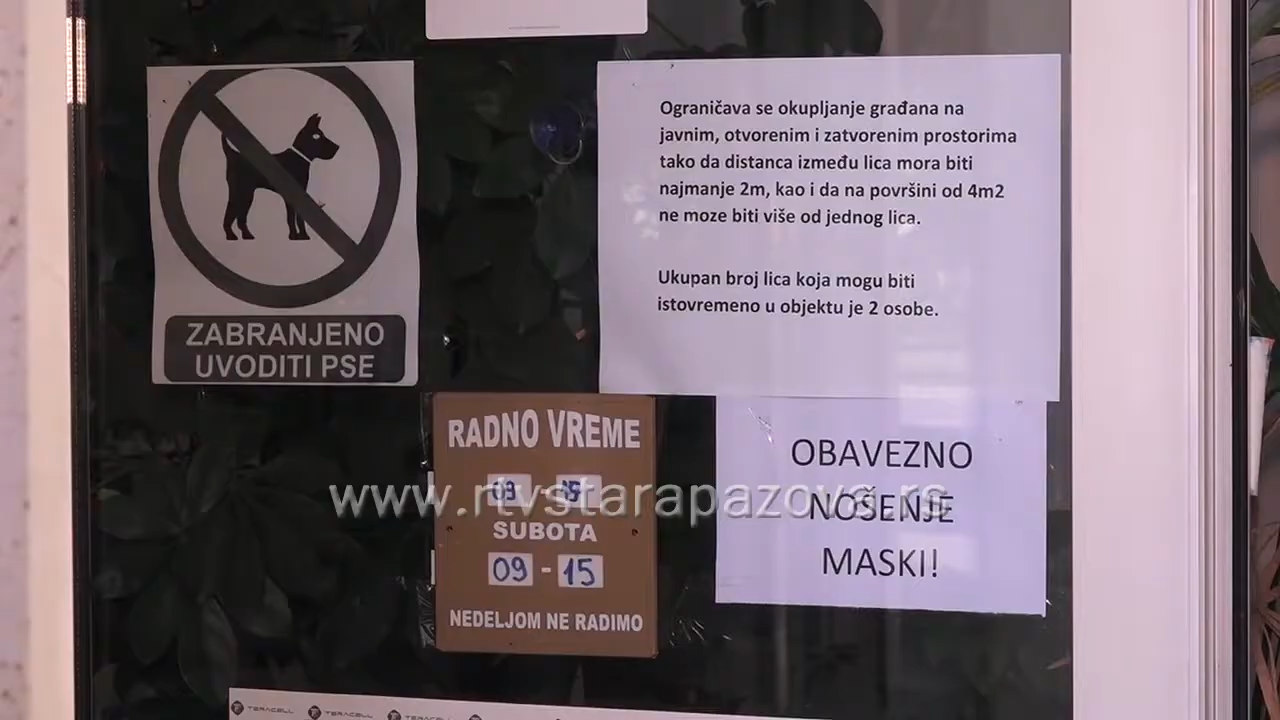 Ograničava se okupljanje građana na
javnim, otvorenim i zatvorenim prostorima
tako da distanca između lica mora biti
najmanje 2m, kao i da na površini od 4m2
ne moze biti više od jednog lica.
Ukupan broj lica koja mogu biti
istovremeno u objektu je 2 osobe.
ZABRANJENO
UVODITI PSE
RADNO VREME
09 - 15
SUBOTA
09 - 15
NEDELJOM NE RADIMO
OBAVEZNO
NOŠENJE
MASKI!
www.rtvstarapazova.rs
TERACELL TERACELL TERACELL